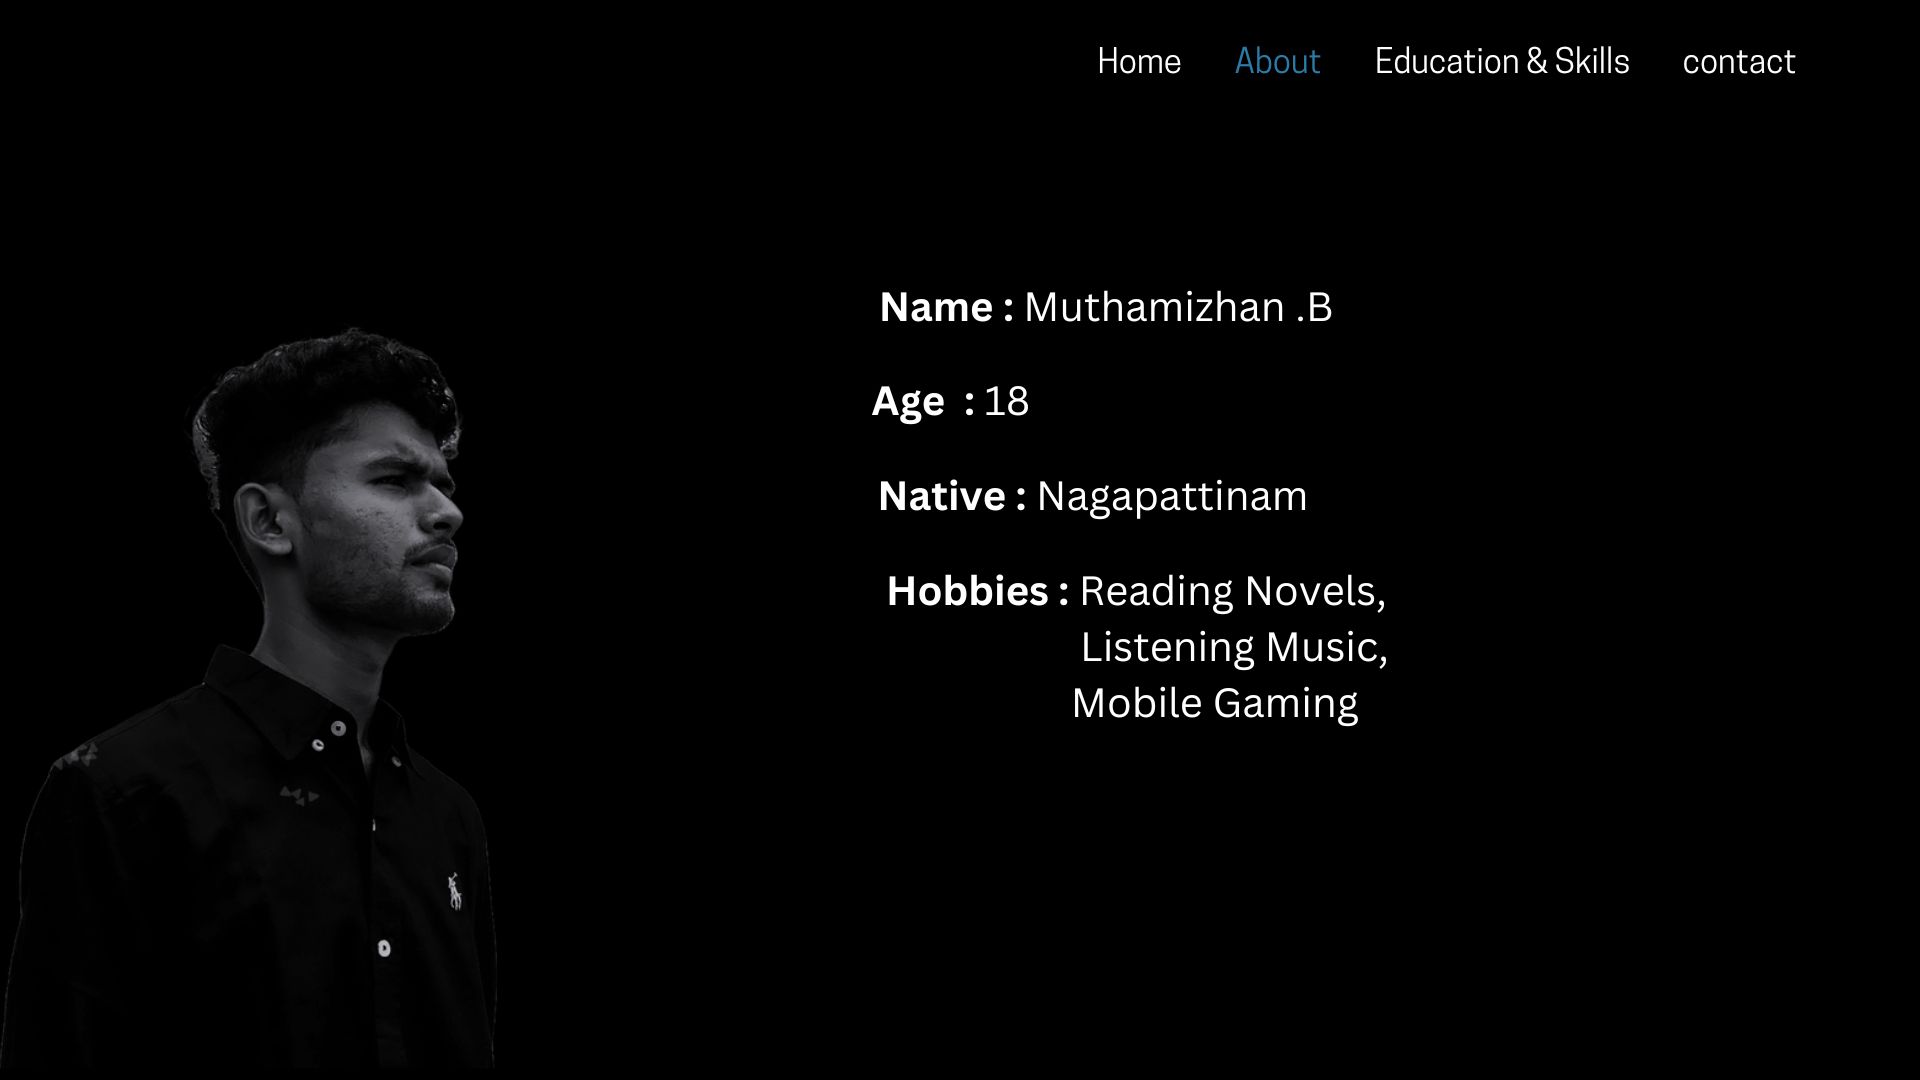 Home About Education & Skills contact
Name : Muthamizhan .B
Age : 18
Native : Nagapattinam
Hobbies : Reading Novels,
Listening Music,
Mobile Gaming